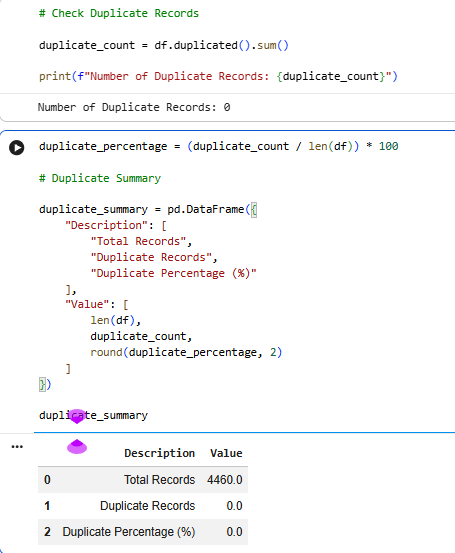 # Check Duplicate Records
duplicate_count = df.duplicated().sum()
print(f"Number of Duplicate Records: {duplicate_count}")
Number of Duplicate Records: 0
duplicate_percentage = (duplicate_count / len(df)) * 100
# Duplicate Summary
duplicate_summary = pd.DataFrame({
    "Description": [
        "Total Records",
        "Duplicate Records",
        "Duplicate Percentage (%)"
    ],
    "Value": [
        len(df),
        duplicate_count,
        round(duplicate_percentage, 2)
    ]
})
duplicate_summary
Description Value
0 Total Records 4460.0
1 Duplicate Records 0.0
2 Duplicate Percentage (%) 0.0